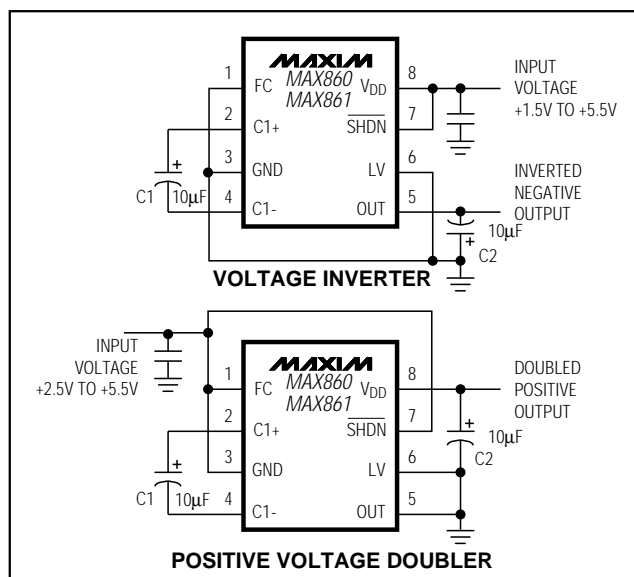 MAXIM
MAX860
MAX861
1 FC
2 C1+
3 GND
4 C1-
VDD 8
SHDN 7
LV 6
OUT 5
C1 10µF +
INPUT
VOLTAGE
+1.5V TO +5.5V
INVERTED
NEGATIVE
OUTPUT
10µF
+
C2
VOLTAGE INVERTER
INPUT
VOLTAGE
+2.5V TO +5.5V
MAXIM
MAX860
MAX861
1 FC
2 C1+
3 GND
4 C1-
VDD 8
SHDN 7
LV 6
OUT 5
C1 10µF +
DOUBLED
POSITIVE
OUTPUT
+
10µF
C2
POSITIVE VOLTAGE DOUBLER